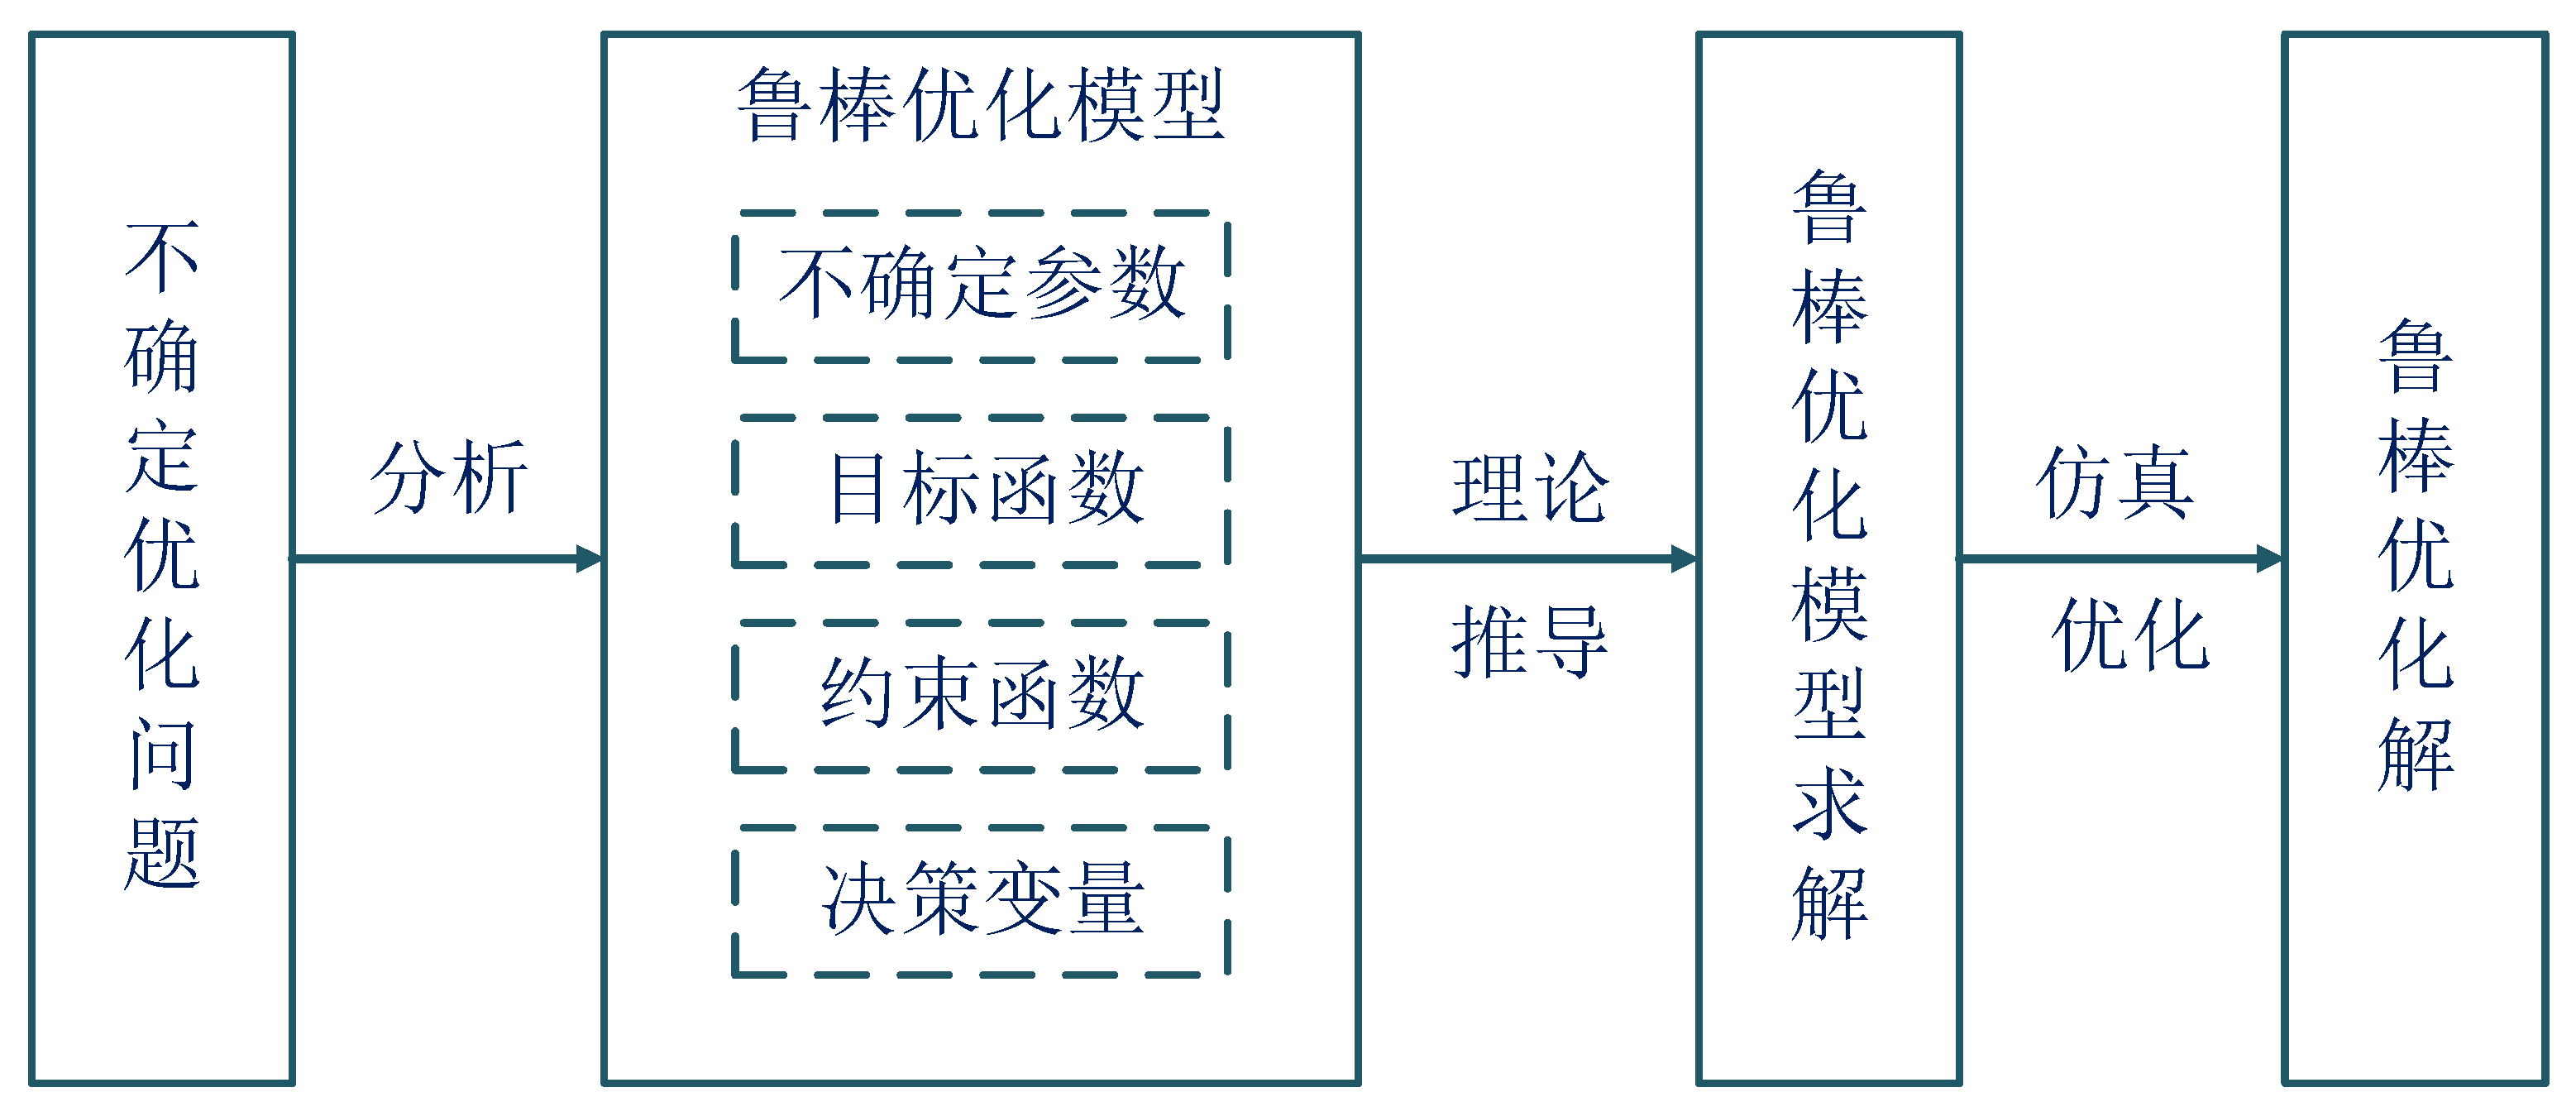 不确定优化问题
分析
鲁棒优化模型
不确定参数
目标函数
约束函数
决策变量
理论
推导
鲁棒优化模型求解
仿真
优化
鲁棒优化解